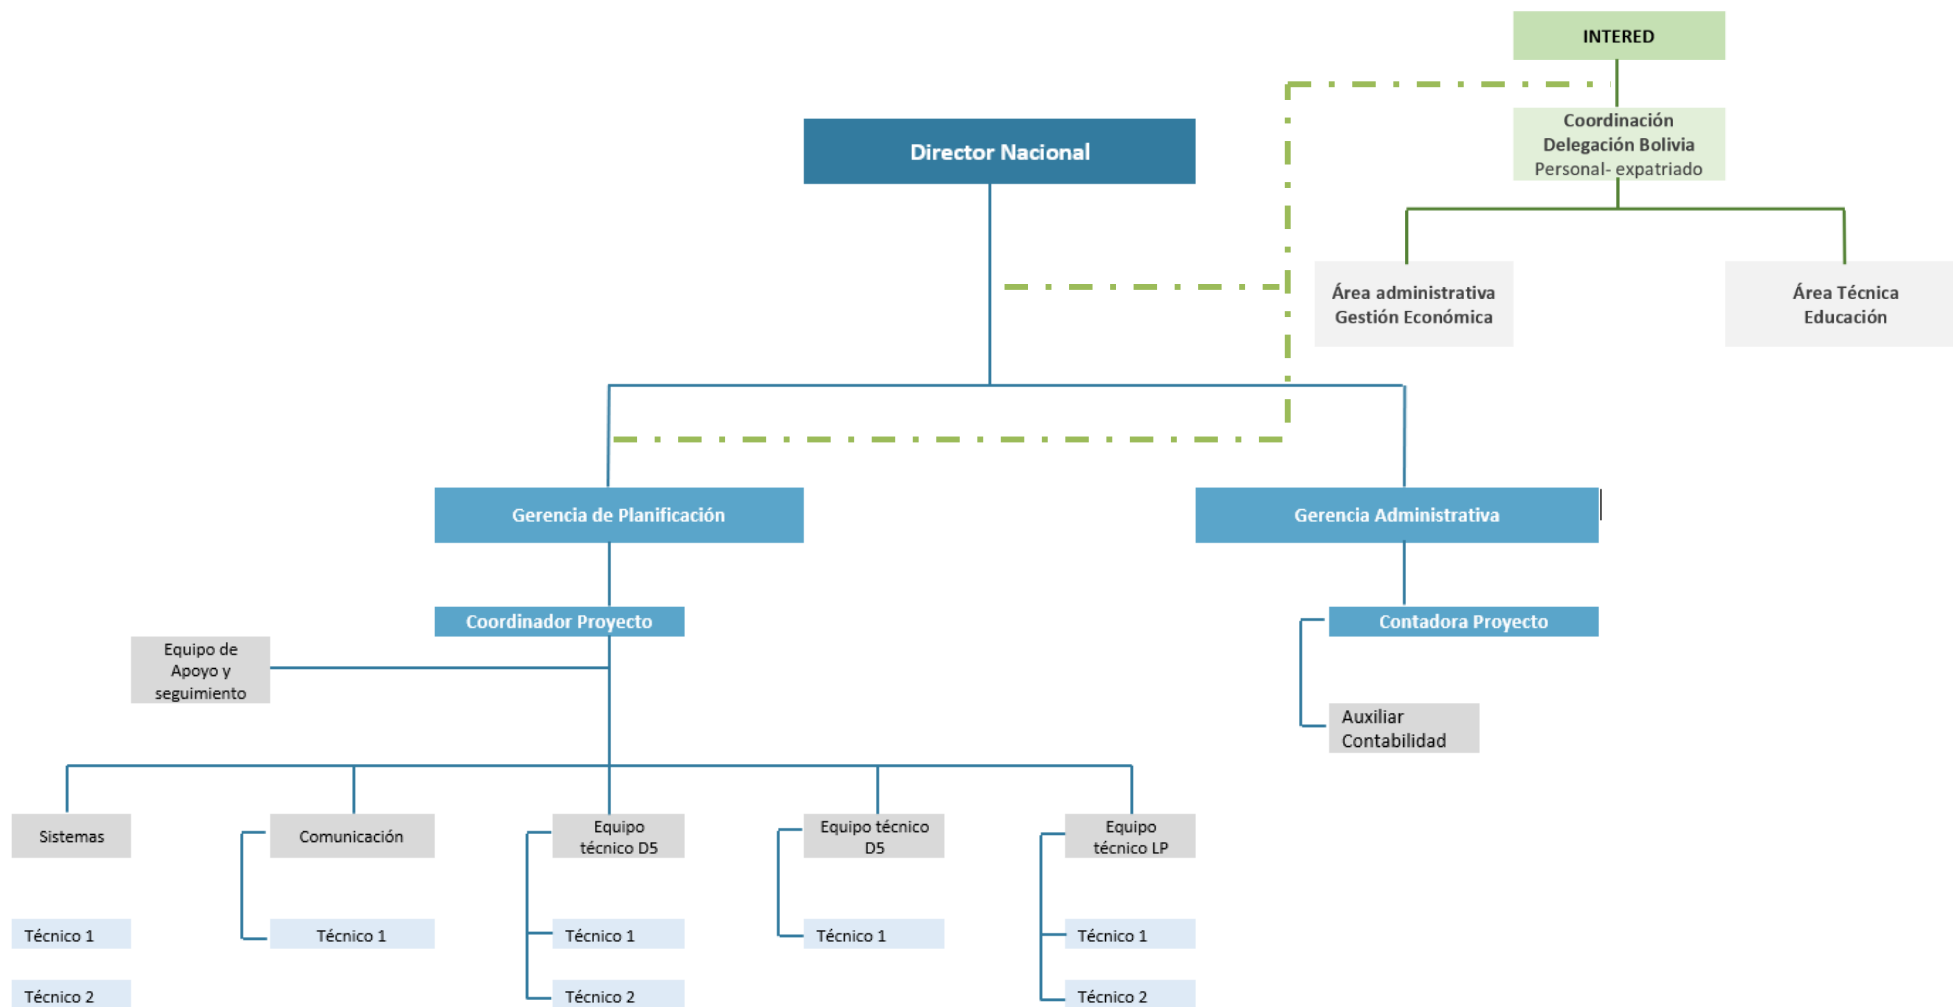 INTERED
Coordinación
Delegación Bolivia
Personal- expatriado
Director Nacional
Área administrativa
Gestión Económica
Área Técnica
Educación
Gerencia de Planificación
Gerencia Administrativa
Coordinador Proyecto
Contadora Proyecto
Equipo de
Apoyo y
seguimiento
Auxiliar
Contabilidad
Sistemas
Comunicación
Equipo
técnico D5
Equipo técnico
D5
Equipo
técnico LP
Técnico 1
Técnico 1
Técnico 1
Técnico 1
Técnico 1
Técnico 2
Técnico 2
Técnico 2